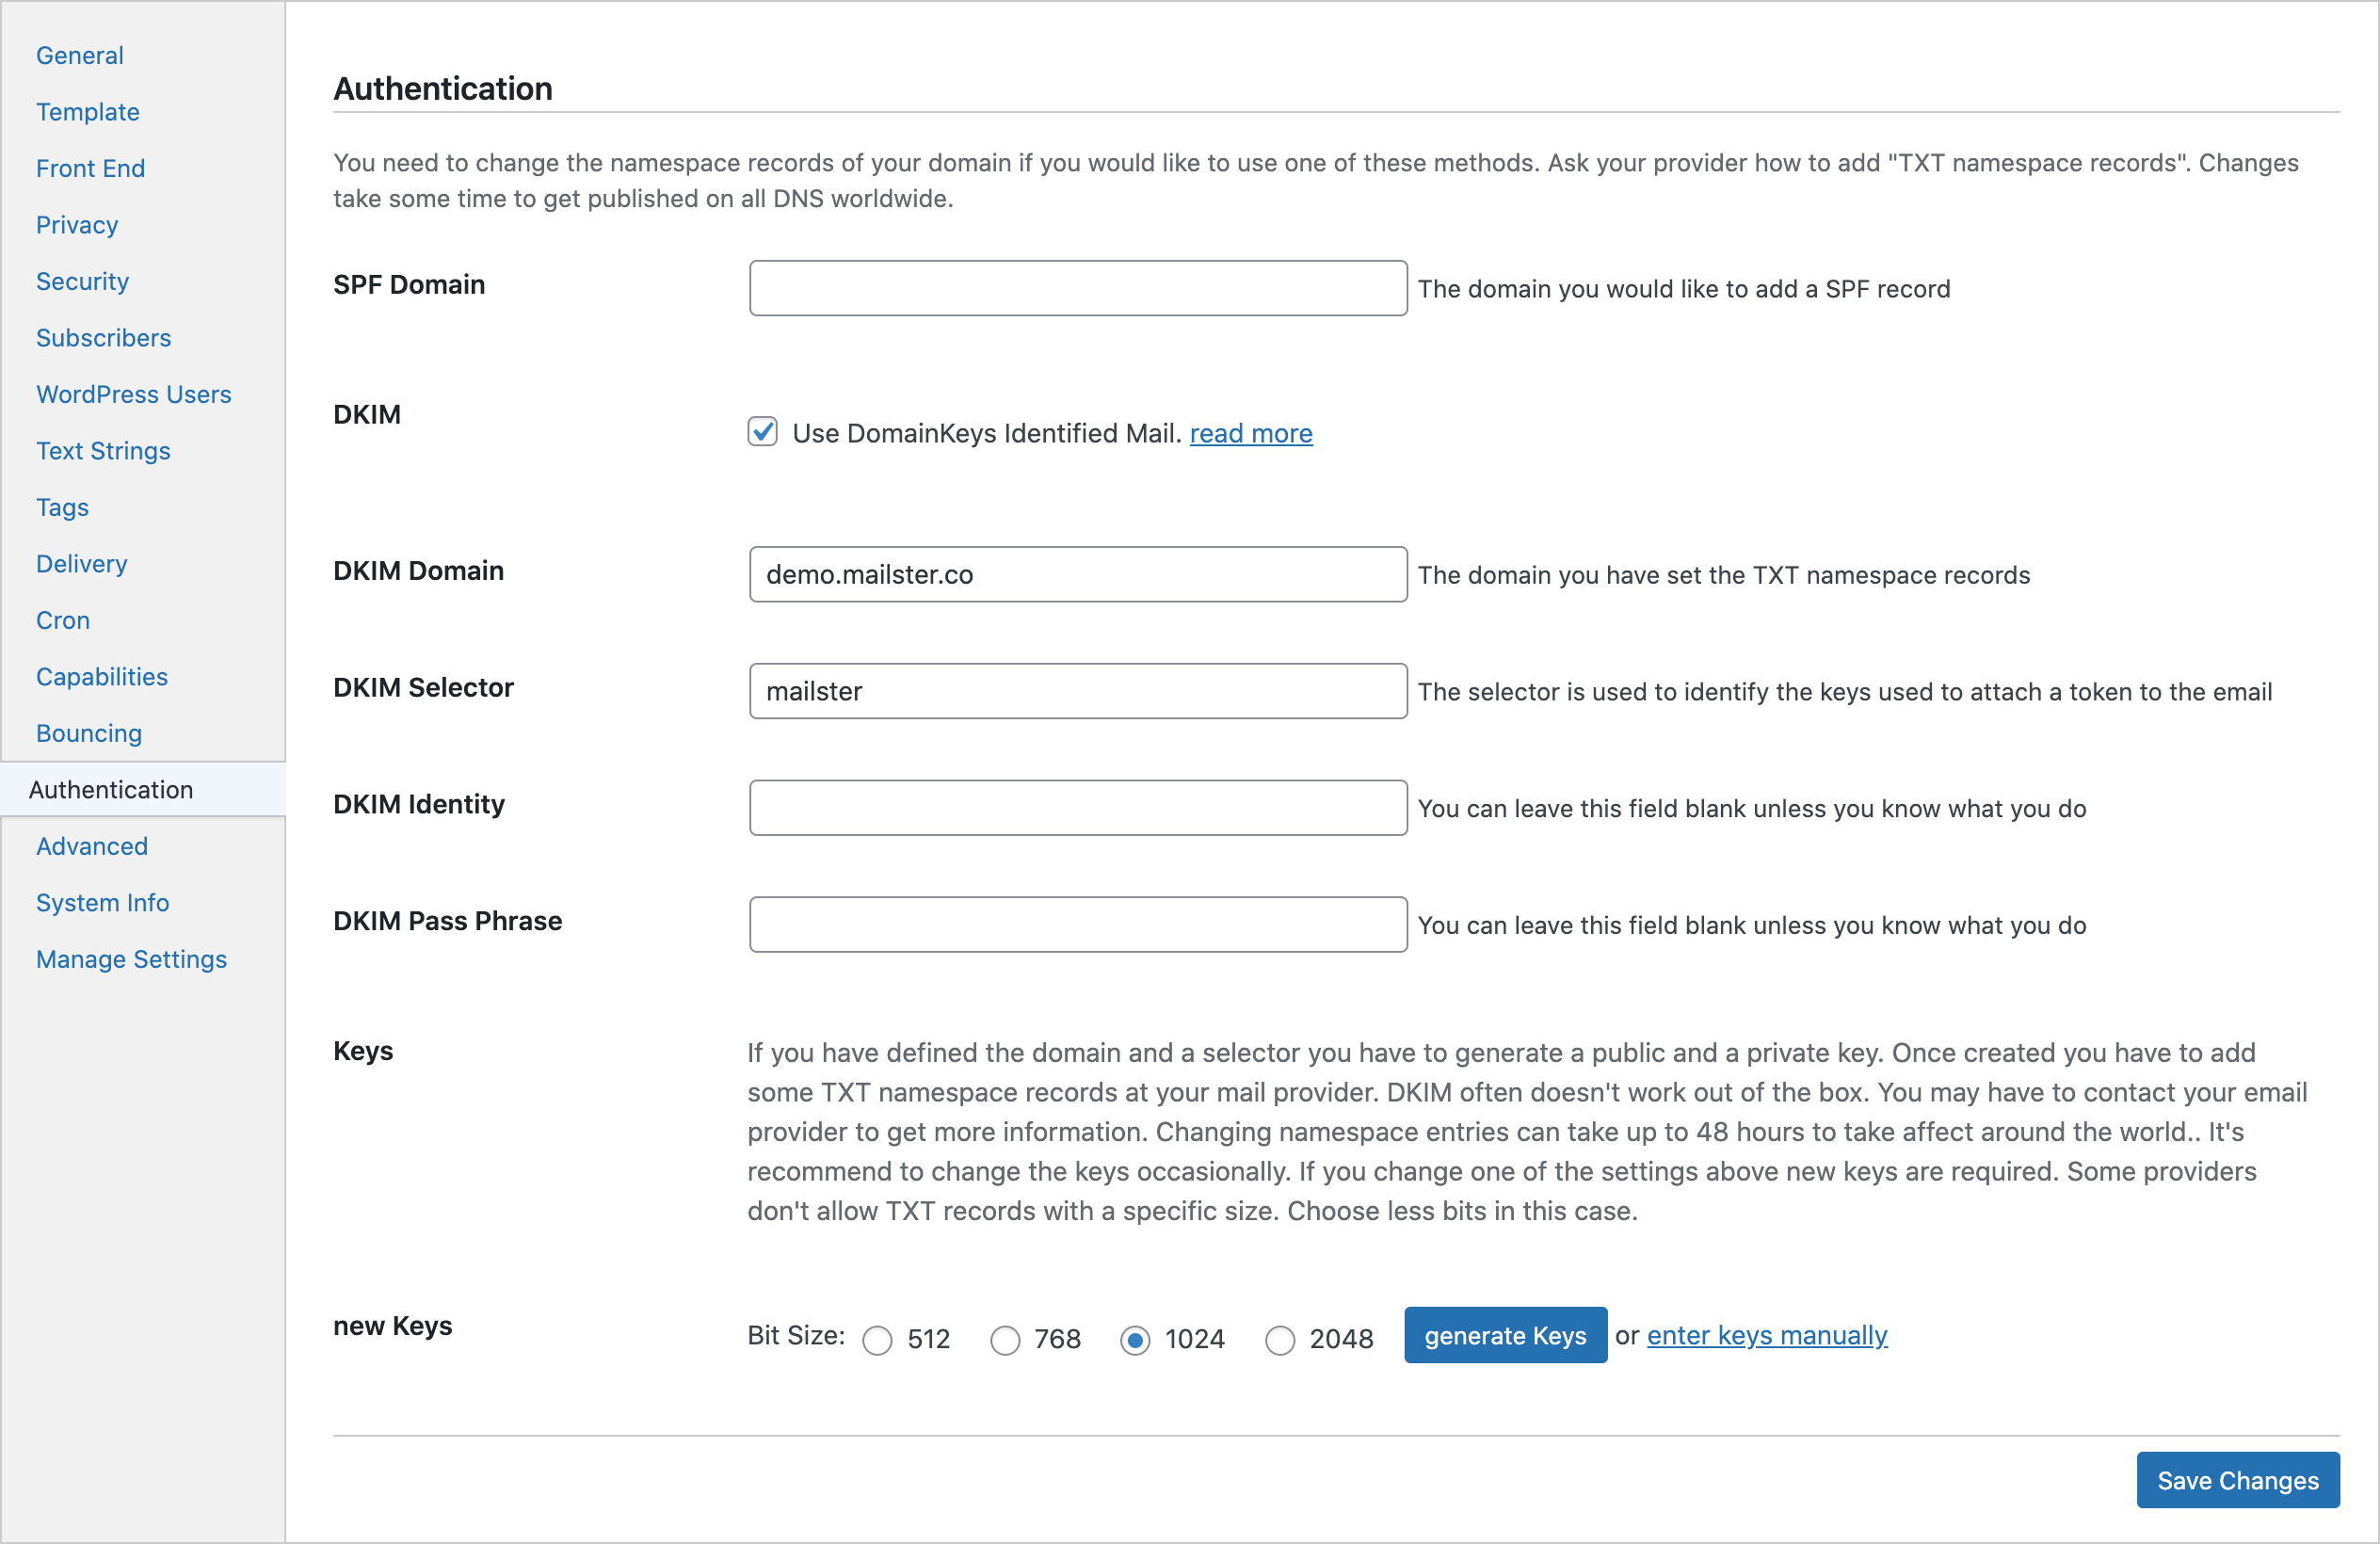 General
Template
Front End
Privacy
Security
Subscribers
WordPress Users
Text Strings
Tags
Delivery
Cron
Capabilities
Bouncing
Authentication
Advanced
System Info
Manage Settings
Authentication
You need to change the namespace records of your domain if you would like to use one of these methods. Ask your provider how to add "TXT namespace records". Changes
take some time to get published on all DNS worldwide.
SPF Domain
The domain you would like to add a SPF record
DKIM
Use DomainKeys Identified Mail. read more
DKIM Domain
demo.mailster.co
The domain you have set the TXT namespace records
DKIM Selector
mailster
The selector is used to identify the keys used to attach a token to the email
DKIM Identity
You can leave this field blank unless you know what you do
DKIM Pass Phrase
You can leave this field blank unless you know what you do
Keys
If you have defined the domain and a selector you have to generate a public and a private key. Once created you have to add
some TXT namespace records at your mail provider. DKIM often doesn't work out of the box. You may have to contact your email
provider to get more information. Changing namespace entries can take up to 48 hours to take affect around the world.. It's
recommend to change the keys occasionally. If you change one of the settings above new keys are required. Some providers
don't allow TXT records with a specific size. Choose less bits in this case.
new Keys
Bit Size: 512 768 1024 2048 generate Keys or enter keys manually
Save Changes